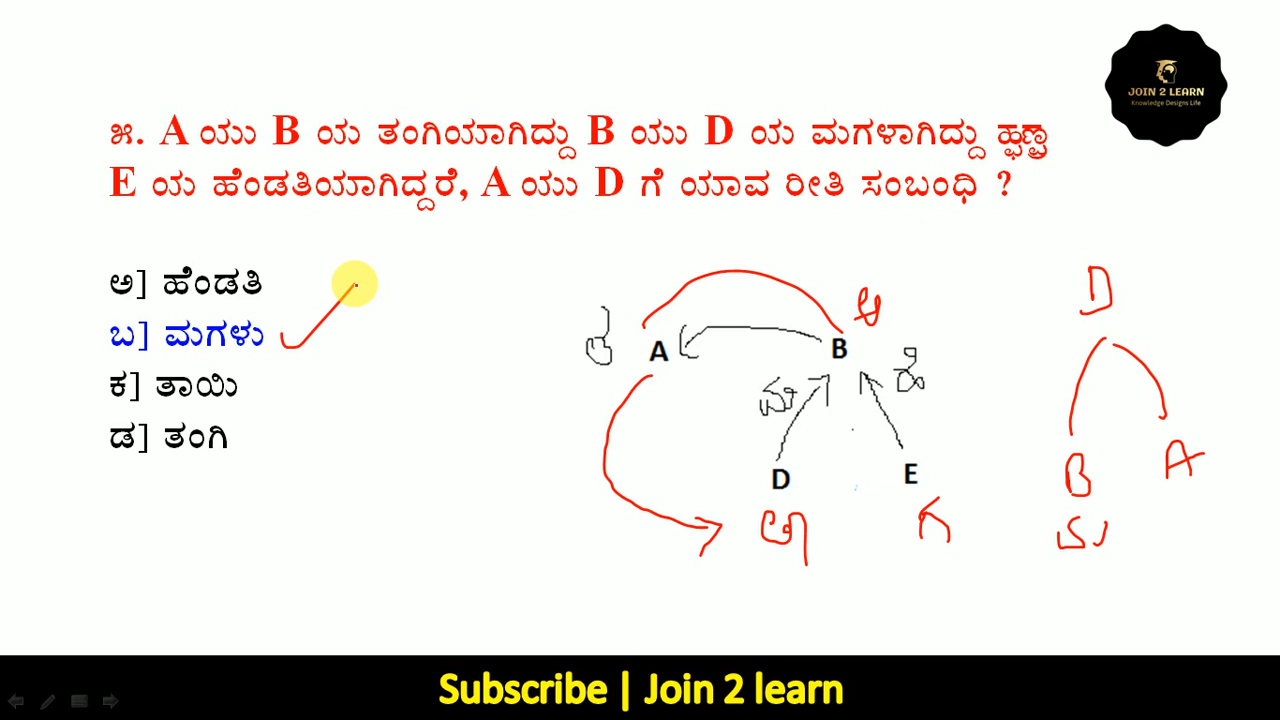 JOIN 2 LEARN
Knowledge Designs Life
೫. A ಯು B ಯ ತಂಗಿಯಾಗಿದ್ದು B ಯು D ಯ ಮಗಳಾಗಿದ್ದು
E ಯ ಹೆಂಡತಿಯಾಗಿದ್ದರೆ, A ಯು D ಗೆ ಯಾವ ರೀತಿ ಸಂಬಂಧಿ ?
ಅ] ಹೆಂಡತಿ
ಬ] ಮಗಳು
ಕ] ತಾಯಿ
ಡ] ತಂಗಿ
ತ A B ಅ
ಮ ಹೆ
D E
ಗ
D
B A
ಮ
Subscribe | Join 2 learn